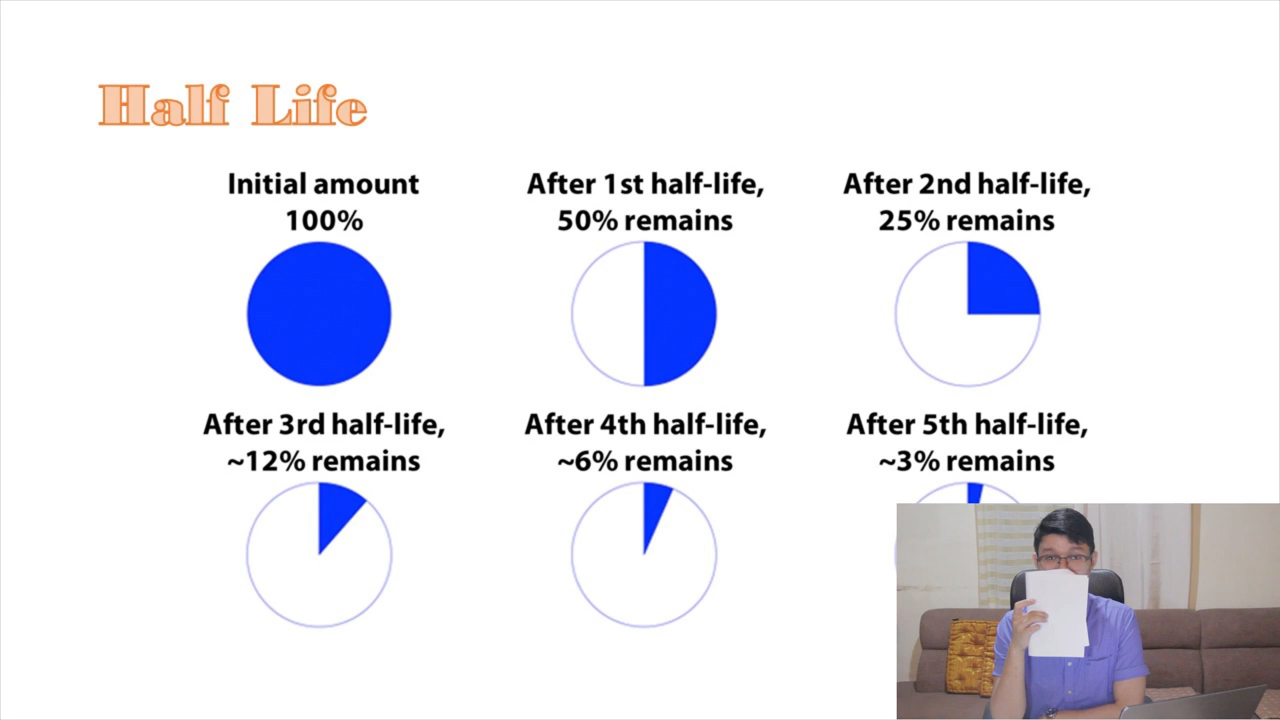 Half Life
Initial amount
100%
After 1st half-life,
50% remains
After 2nd half-life,
25% remains
After 3rd half-life,
~12% remains
After 4th half-life,
~6% remains
After 5th half-life,
~3% remains